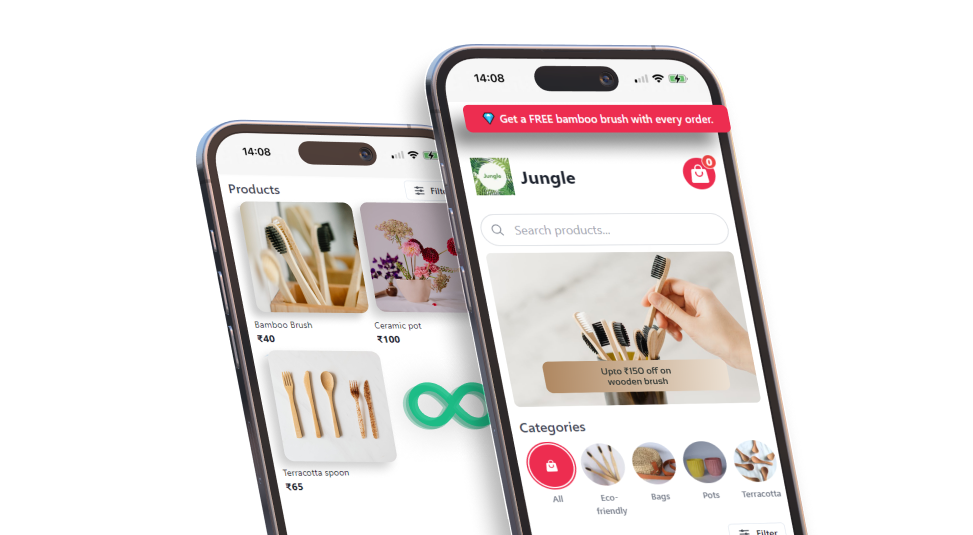 14:08
Products
Filte
Bamboo Brush
₹40
Ceramic pot
₹100
Terracotta spoon
₹65
14:08
Get a FREE bamboo brush with every order.
Jungle
Jungle
0
Search products...
Upto ₹150 off on
wooden brush
Categories
All
Eco-
friendly
Bags
Pots
Terracotta
Filter